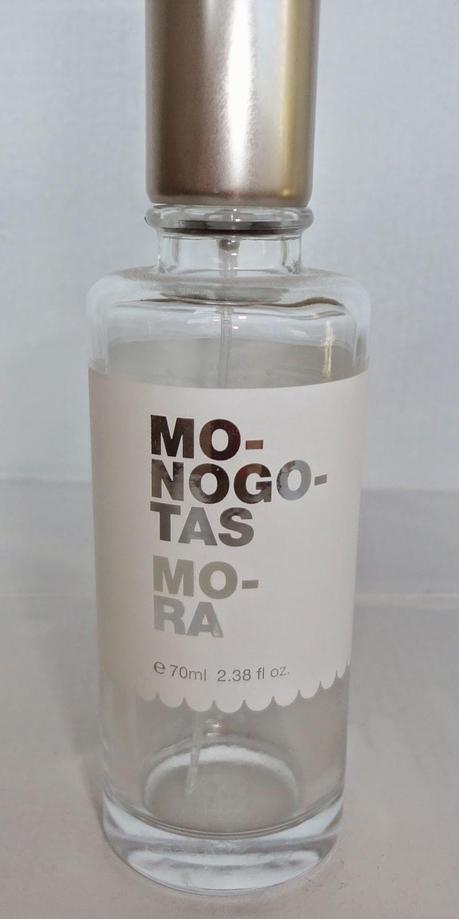 MO-
NOGO-
TAS
MO-
RA
℮ 70ml 2.38 fl oz.